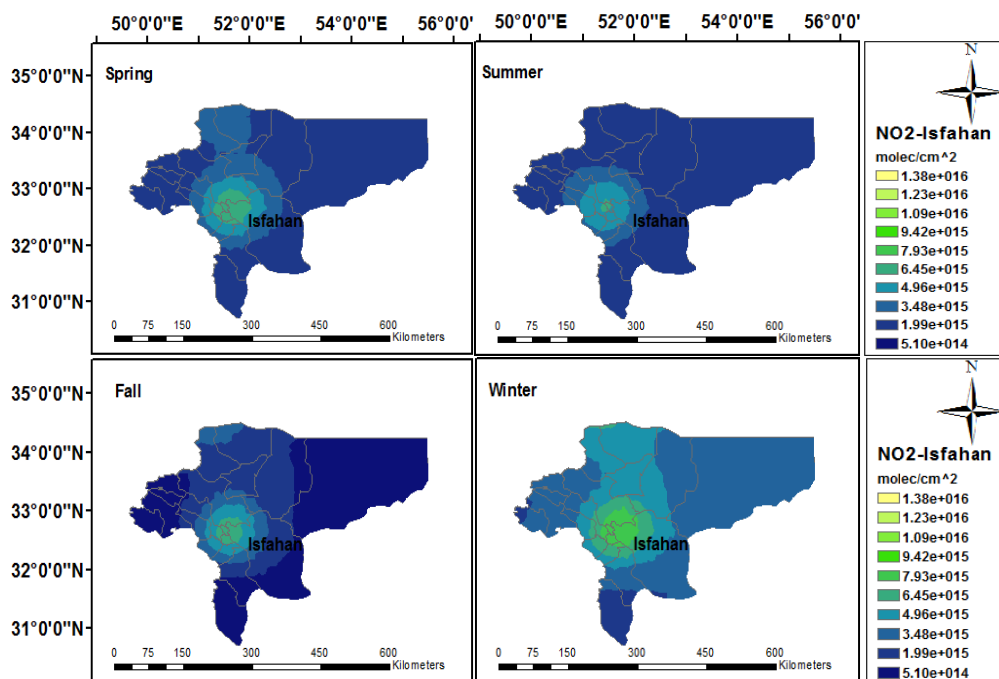 50°0'0"E 52°0'0"E 54°0'0"E 56°0'0"E
50°0'0"E 52°0'0"E 54°0'0"E 56°0'
35°0'0"N
34°0'0"N
33°0'0"N
32°0'0"N
31°0'0"N
Spring
Isfahan
0 75 150 300 450 600
Kilometers
Summer
Isfahan
0 75 150 300 450 600
Kilometers
N
NO2-Isfahan
molec/cm^2
1.38e+016
1.23e+016
1.09e+016
9.42e+015
7.93e+015
6.45e+015
4.96e+015
3.48e+015
1.99e+015
5.10e+014
35°0'0"N
34°0'0"N
33°0'0"N
32°0'0"N
31°0'0"N
Fall
Isfahan
0 75 150 300 450 600
Kilometers
Winter
Isfahan
0 75 150 300 450 600
Kilometers
N
NO2-Isfahan
molec/cm^2
1.38e+016
1.23e+016
1.09e+016
9.42e+015
7.93e+015
6.45e+015
4.96e+015
3.48e+015
1.99e+015
5.10e+014